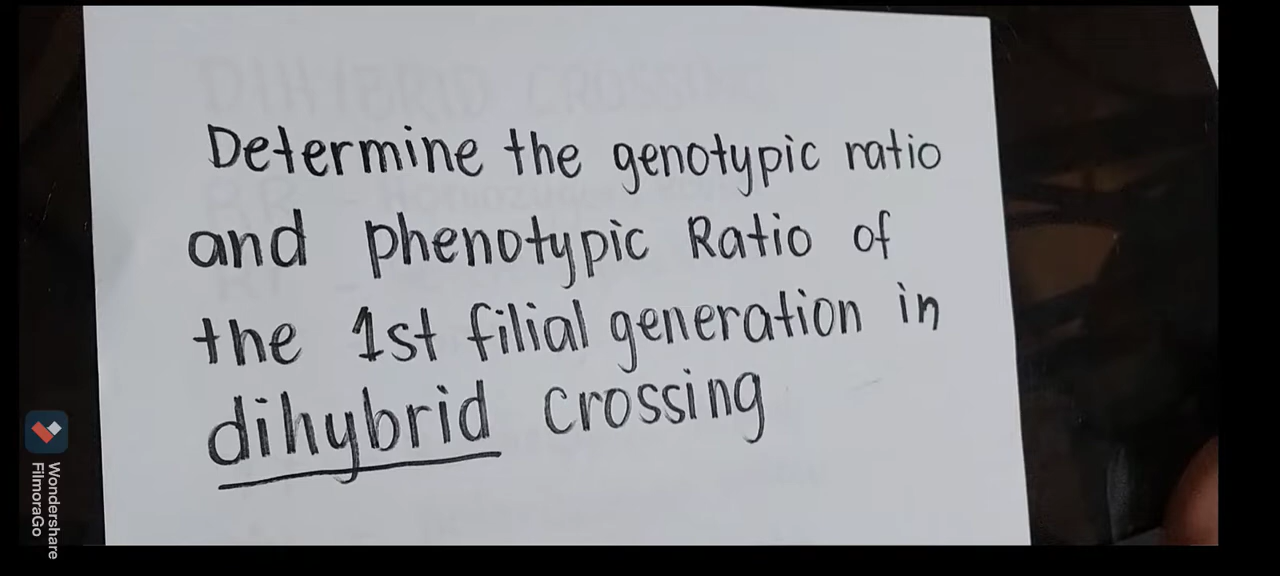 Determine the genotypic ratio
and phenotypic Ratio of
the 1st filial generation in
dihybrid crossing
Wondershare
FilmoraGo